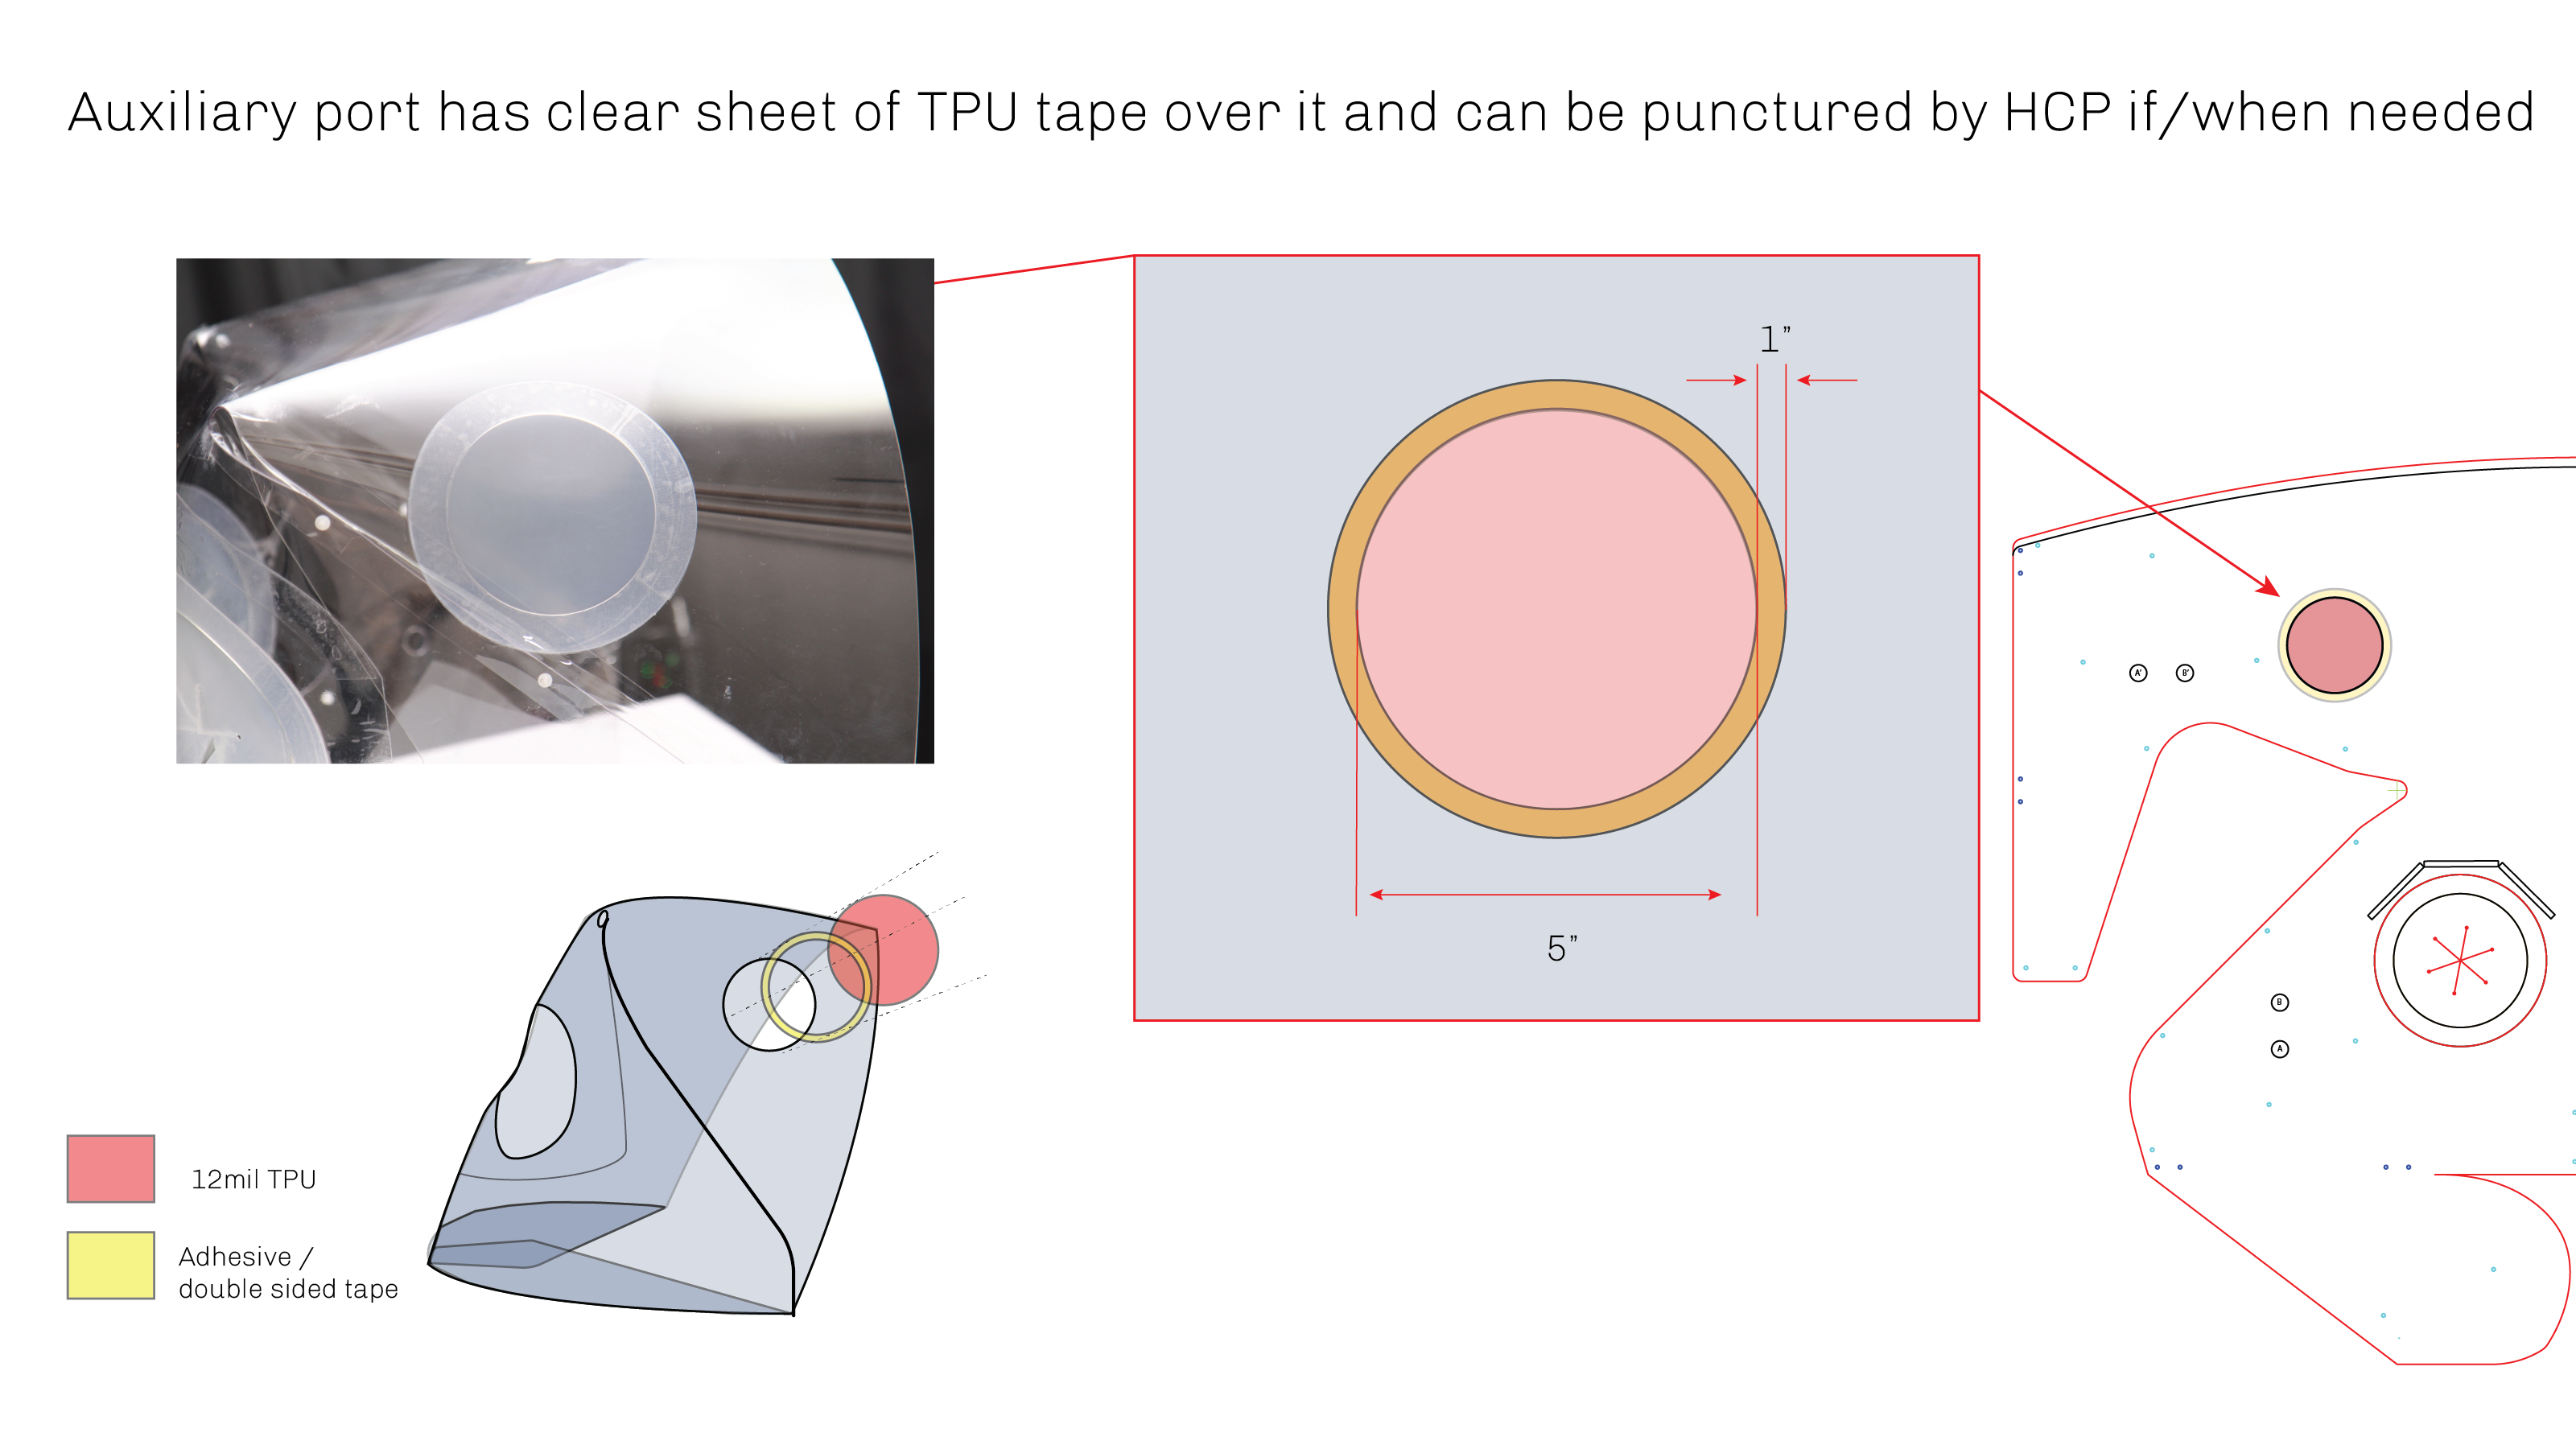 Auxiliary port has clear sheet of TPU tape over it and can be punctured by HCP if/when needed
1”
5”
A'
B'
B
A
12mil TPU
Adhesive /
double sided tape